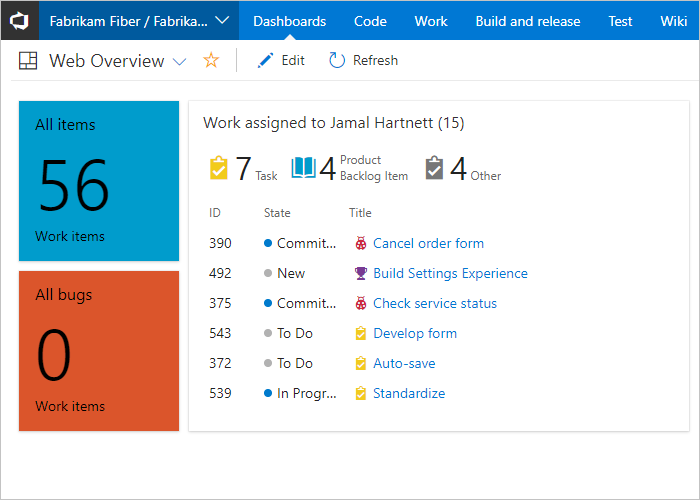 Fabrikam Fiber / Fabrika... Dashboards Code Work Build and release Test Wiki
Web Overview Edit Refresh
All items
56
Work items
All bugs
0
Work items
Work assigned to Jamal Hartnett (15)
7 Task 4 Product Backlog Item 4 Other
ID State Title
390 Commit... Cancel order form
492 New Build Settings Experience
375 Commit... Check service status
543 To Do Develop form
372 To Do Auto-save
539 In Progr... Standardize